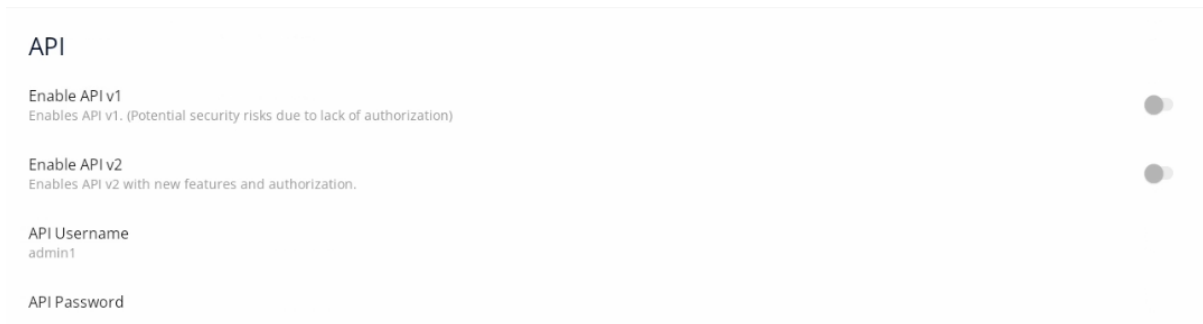 API
Enable API v1
Enables API v1. (Potential security risks due to lack of authorization)
Enable API v2
Enables API v2 with new features and authorization.
API Username
admin1
API Password